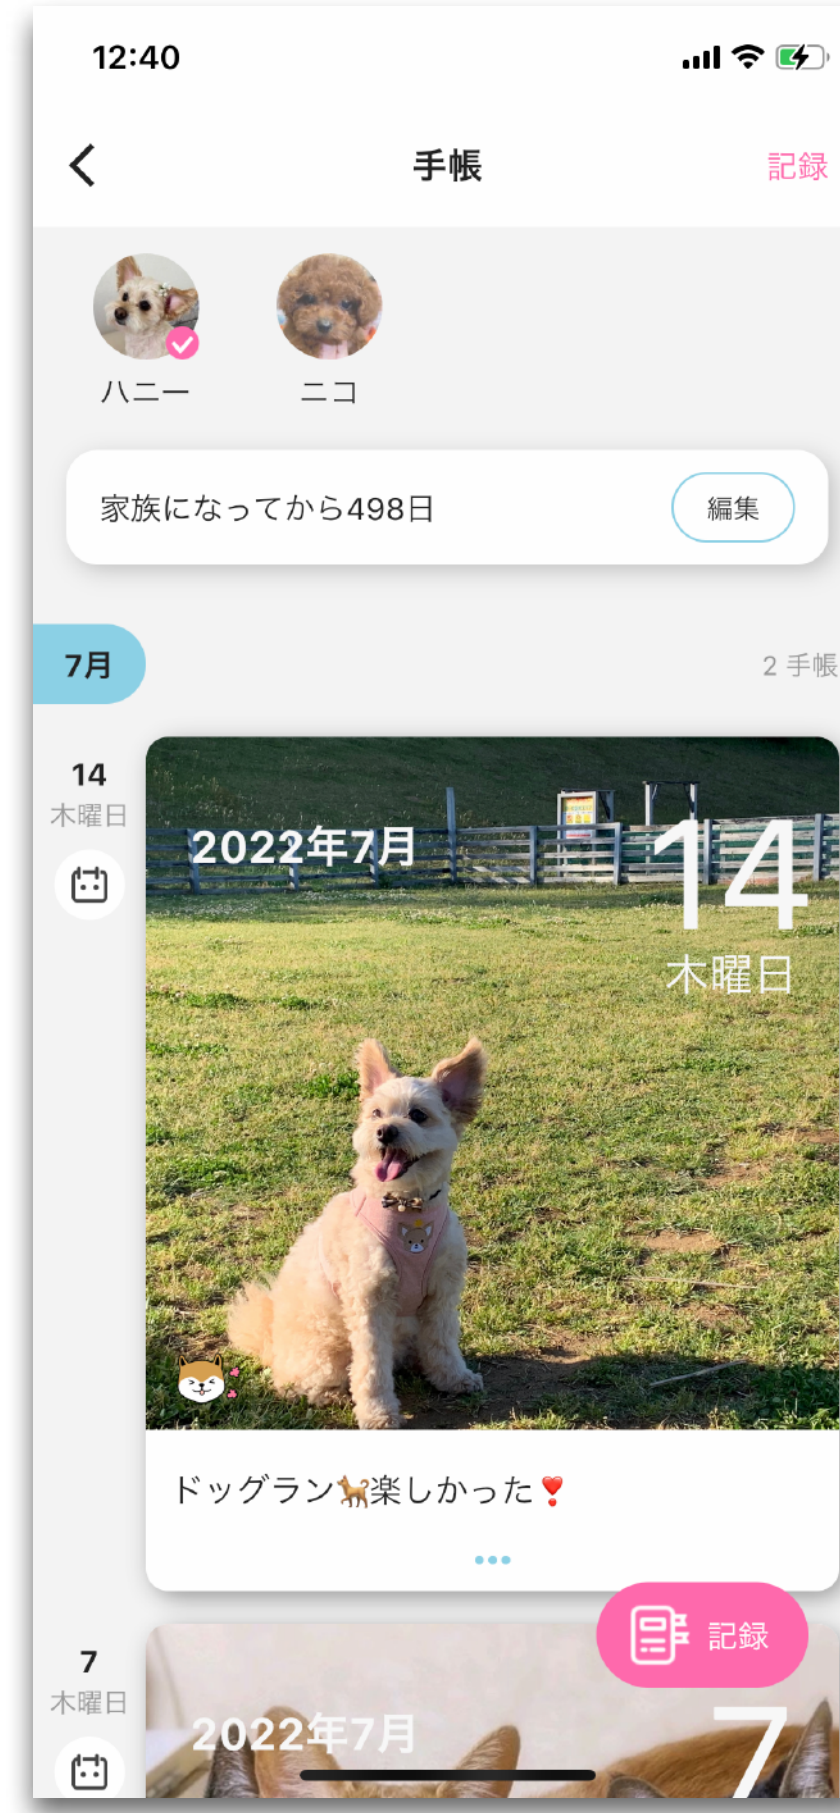 12:40
手帳
記録
ハニー
ニコ
家族になってから498日
編集
7月
2 手帳
14
木曜日
2022年7月
14
木曜日
ドッグラン🐕楽しかった❣️
記録
7
木曜日
2022年7月
7